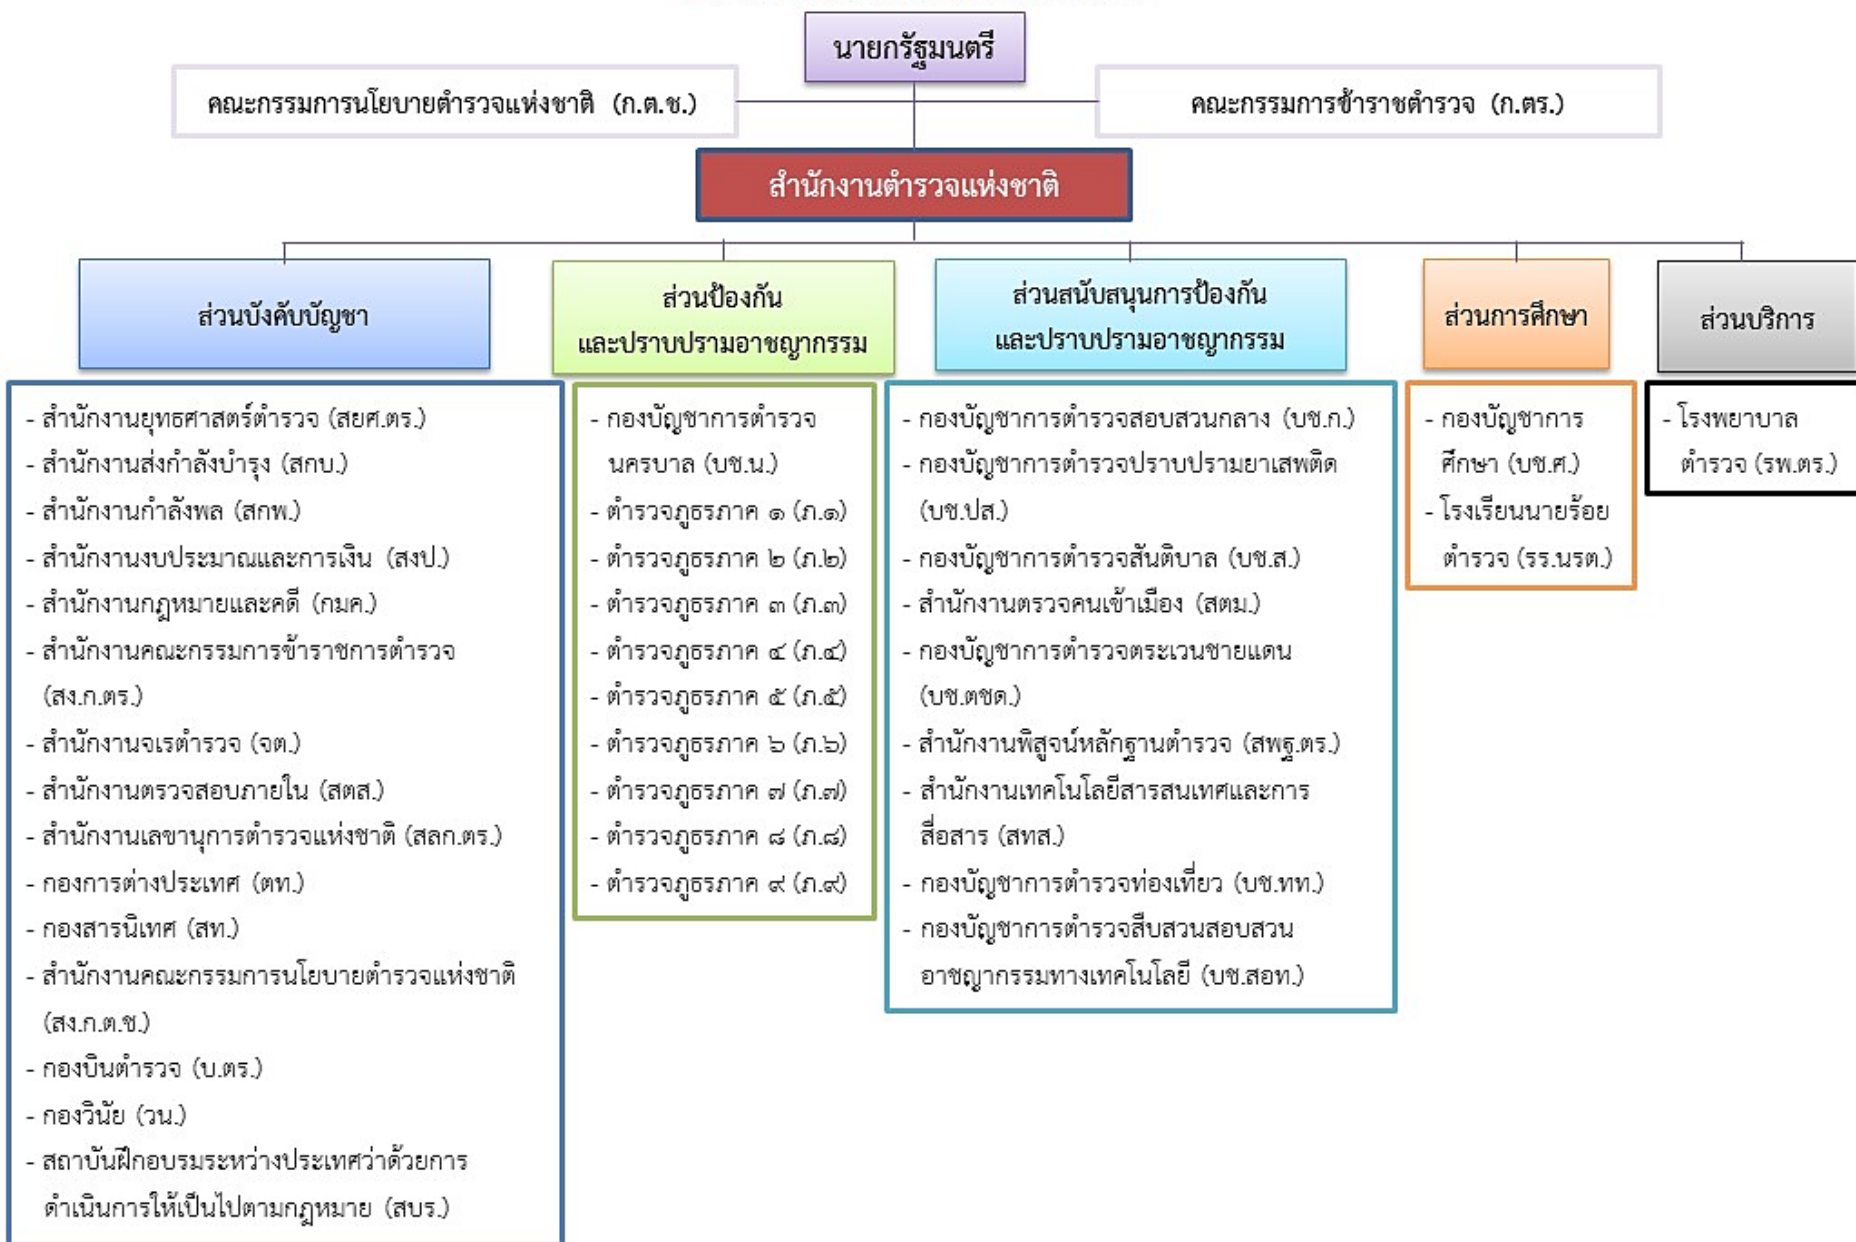 นายกรัฐมนตรี
คณะกรรมการนโยบายตำรวจแห่งชาติ (ก.ต.ช.)
คณะกรรมการข้าราชตำรวจ (ก.ตร.)
สำนักงานตำรวจแห่งชาติ
ส่วนบังคับบัญชา
- สำนักงานยุทธศาสตร์ตำรวจ (สยศ.ตร.)
- สำนักงานส่งกำลังบำรุง (สกบ.)
- สำนักงานกำลังพล (สกพ.)
- สำนักงานงบประมาณและการเงิน (สงป.)
- สำนักงานกฎหมายและคดี (กมค.)
- สำนักงานคณะกรรมการข้าราชการตำรวจ
(สง.ก.ตร.)
- สำนักงานจเรตำรวจ (จต.)
- สำนักงานตรวจสอบภายใน (สตส.)
- สำนักงานเลขานุการตำรวจแห่งชาติ (สลก.ตร.)
- กองการต่างประเทศ (ตท.)
- กองสารนิเทศ (สท.)
- สำนักงานคณะกรรมการนโยบายตำรวจแห่งชาติ
(สง.ก.ต.ช.)
- กองบินตำรวจ (บ.ตร.)
- กองวินัย (วน.)
- สถาบันฝึกอบรมระหว่างประเทศว่าด้วยการ
ดำเนินการให้เป็นไปตามกฎหมาย (สบร.)
ส่วนป้องกัน
และปราบปรามอาชญากรรม
- กองบัญชาการตำรวจ
นครบาล (บช.น.)
- ตำรวจภูธรภาค ๑ (ภ.๑)
- ตำรวจภูธรภาค ๒ (ภ.๒)
- ตำรวจภูธรภาค ๓ (ภ.๓)
- ตำรวจภูธรภาค ๔ (ภ.๔)
- ตำรวจภูธรภาค ๕ (ภ.๕)
- ตำรวจภูธรภาค ๖ (ภ.๖)
- ตำรวจภูธรภาค ๗ (ภ.๗)
- ตำรวจภูธรภาค ๘ (ภ.๘)
- ตำรวจภูธรภาค ๙ (ภ.๙)
ส่วนสนับสนุนการป้องกัน
และปราบปรามอาชญากรรม
- กองบัญชาการตำรวจสอบสวนกลาง (บช.ก.)
- กองบัญชาการตำรวจปราบปรามยาเสพติด
(บช.ปส.)
- กองบัญชาการตำรวจสันติบาล (บช.ส.)
- สำนักงานตรวจคนเข้าเมือง (สตม.)
- กองบัญชาการตำรวจตระเวนชายแดน
(บช.ตชด.)
- สำนักงานพิสูจน์หลักฐานตำรวจ (สพฐ.ตร.)
- สำนักงานเทคโนโลยีสารสนเทศและการ
สื่อสาร (สทส.)
- กองบัญชาการตำรวจท่องเที่ยว (บช.ทท.)
- กองบัญชาการตำรวจสืบสวนสอบสวน
อาชญากรรมทางเทคโนโลยี (บช.สอท.)
ส่วนการศึกษา
- กองบัญชาการ
ศึกษา (บช.ศ.)
- โรงเรียนนายร้อย
ตำรวจ (รร.นรต.)
ส่วนบริการ
- โรงพยาบาล
ตำรวจ (รพ.ตร.)